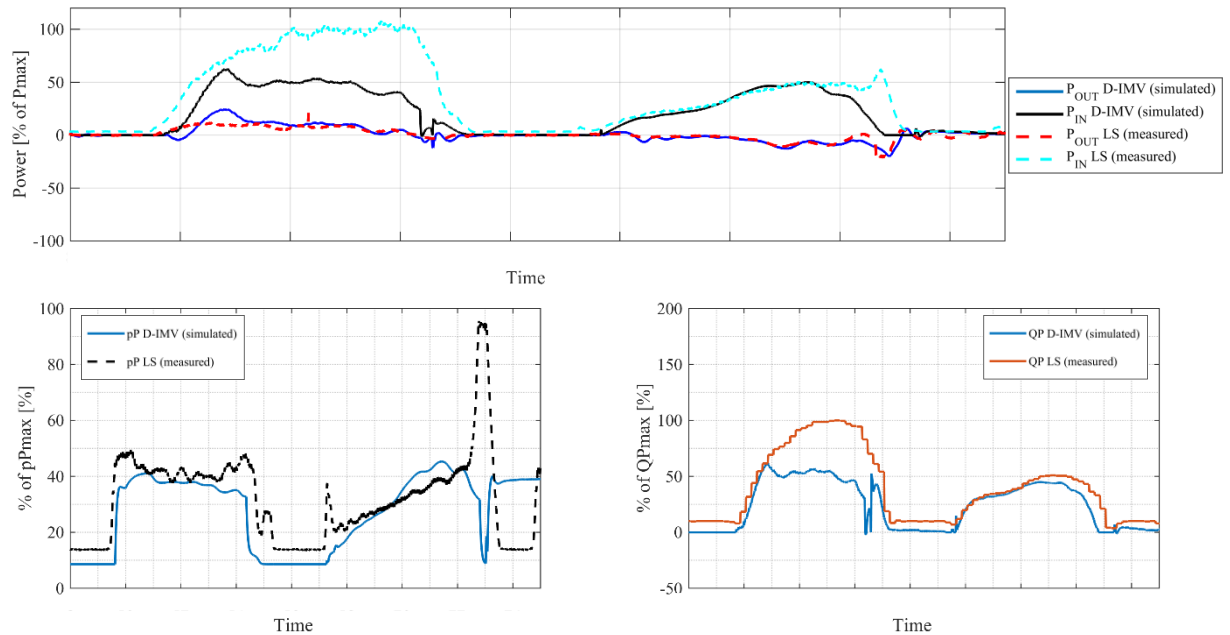 100
50
0
-50
-100
Power [% of Pmax]
Time
P_OUT D-IMV (simulated)
P_IN D-IMV (simulated)
P_OUT LS (measured)
P_IN LS (measured)
100
80
60
40
20
0
% of pPmax [%]
pP D-IMV (simulated)
pP LS (measured)
Time
200
150
100
50
0
-50
% of QPmax [%]
QP D-IMV (simulated)
QP LS (measured)
Time